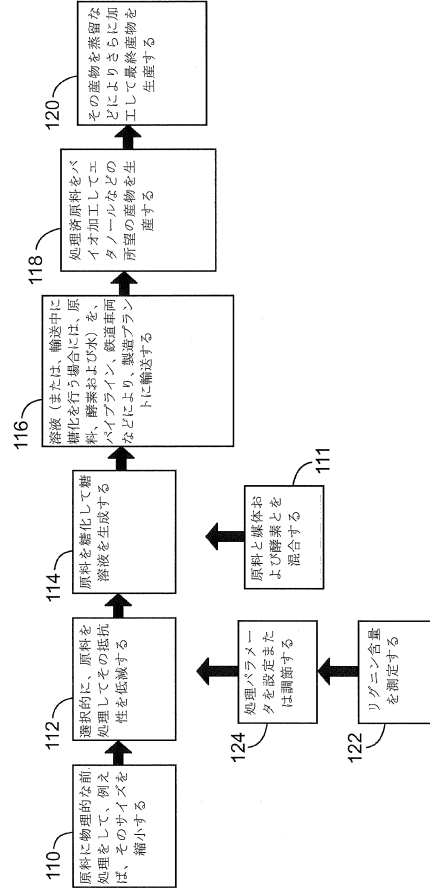 110
原料に物理的な前
処理をして、例え
ば、そのサイズを
縮小する
112
選択的に、原料を
処理してその抵抗
性を低減する
114
原料を糖化して糖
溶液を生成する
116
溶液（または、輸送中に
糖化を行う場合には、原
料、酵素および水）を、
パイプライン、鉄道車両
などにより、製造プラン
トに輸送する
118
処理済原料をバ
イオ加工してエ
タノールなどの
所望の産物を生
産する
120
その産物を蒸留な
どによりさらに加
工して最終産物を
生産する
124
処理パラメー
タを設定また
は調節する
122
リグニン含量
を測定する
111
原料と媒体お
よび酵素とを
混合する